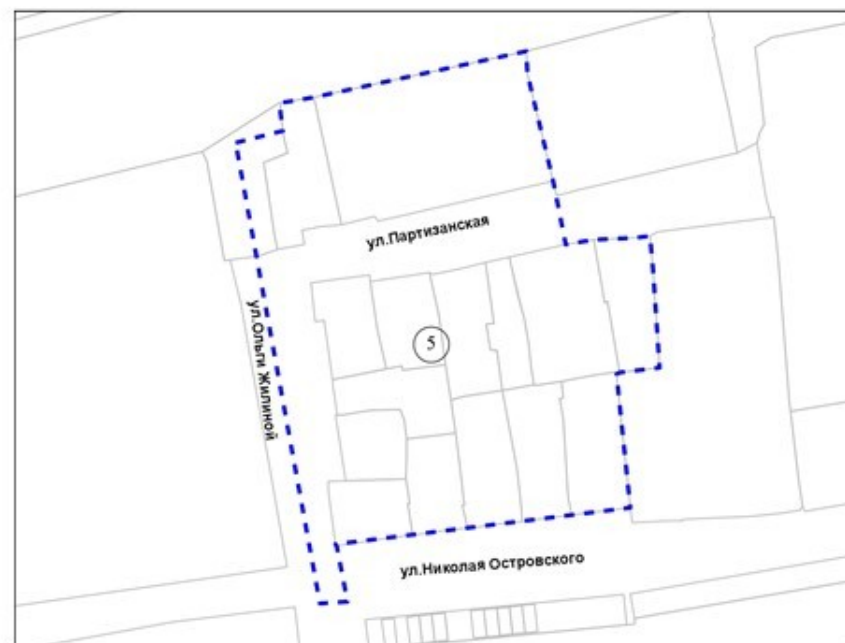 ул.Партизанская
ул.Ольги Жилиной
5
ул.Николая Островского